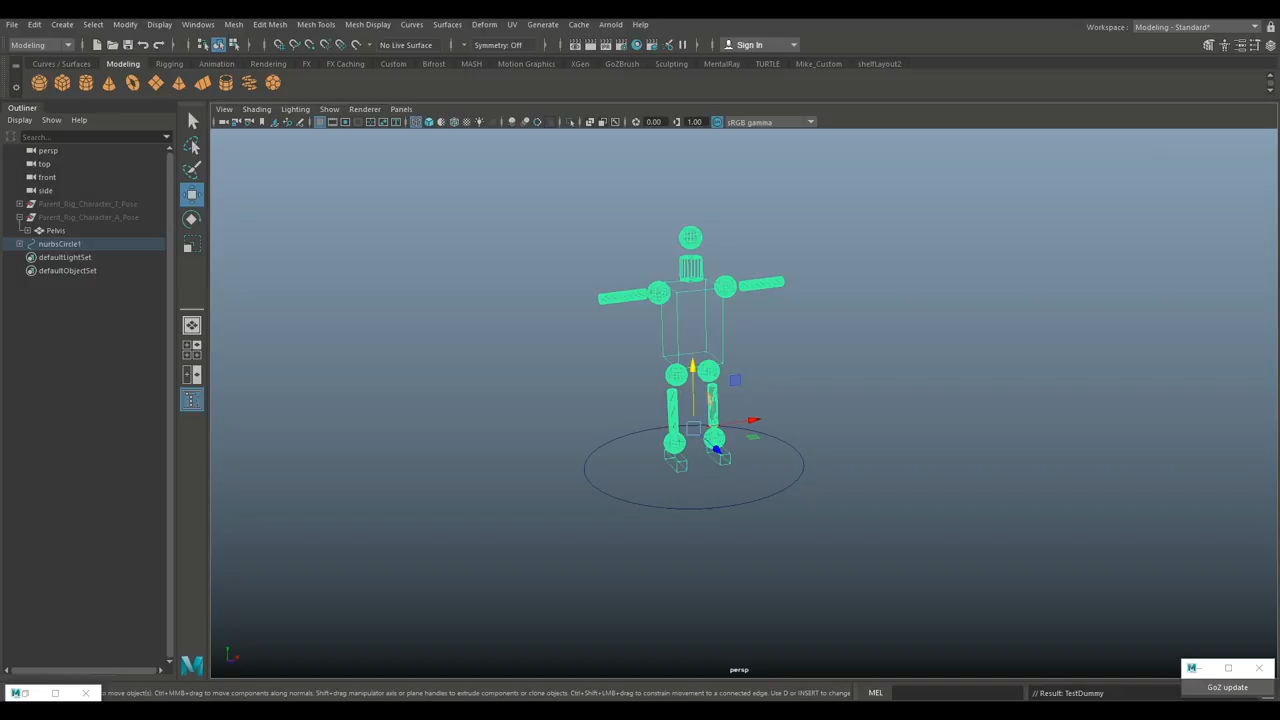 File Edit Create Select Modify Display Windows Mesh Edit Mesh Mesh Tools Mesh Display Curves Surfaces Deform UV Generate Cache Arnold Help
Workspace: Modeling - Standard*
Modeling
No Live Surface
Symmetry: Off
Sign In
Curves / Surfaces Modeling Rigging Animation Rendering FX FX Caching Custom Bifrost MASH Motion Graphics XGen GoZBrush Sculpting MentalRay TURTLE Mike_Custom shelfLayout2
Outliner
Display Show Help
Search...
persp
top
front
side
Parent_Rig_Character_T_Pose
Parent_Rig_Character_A_Pose
Pelvis
nurbsCircle1
defaultLightSet
defaultObjectSet
View Shading Lighting Show Renderer Panels
0.00 1.00 sRGB gamma
persp
GoZ update
move object(s). Ctrl+MMB+drag to move components along normals. Shift+drag manipulator axis or plane handles to extrude components or clone objects. Ctrl+Shift+LMB+drag to constrain movement to a connected edge. Use D or INSERT to change
MEL
// Result: TestDummy